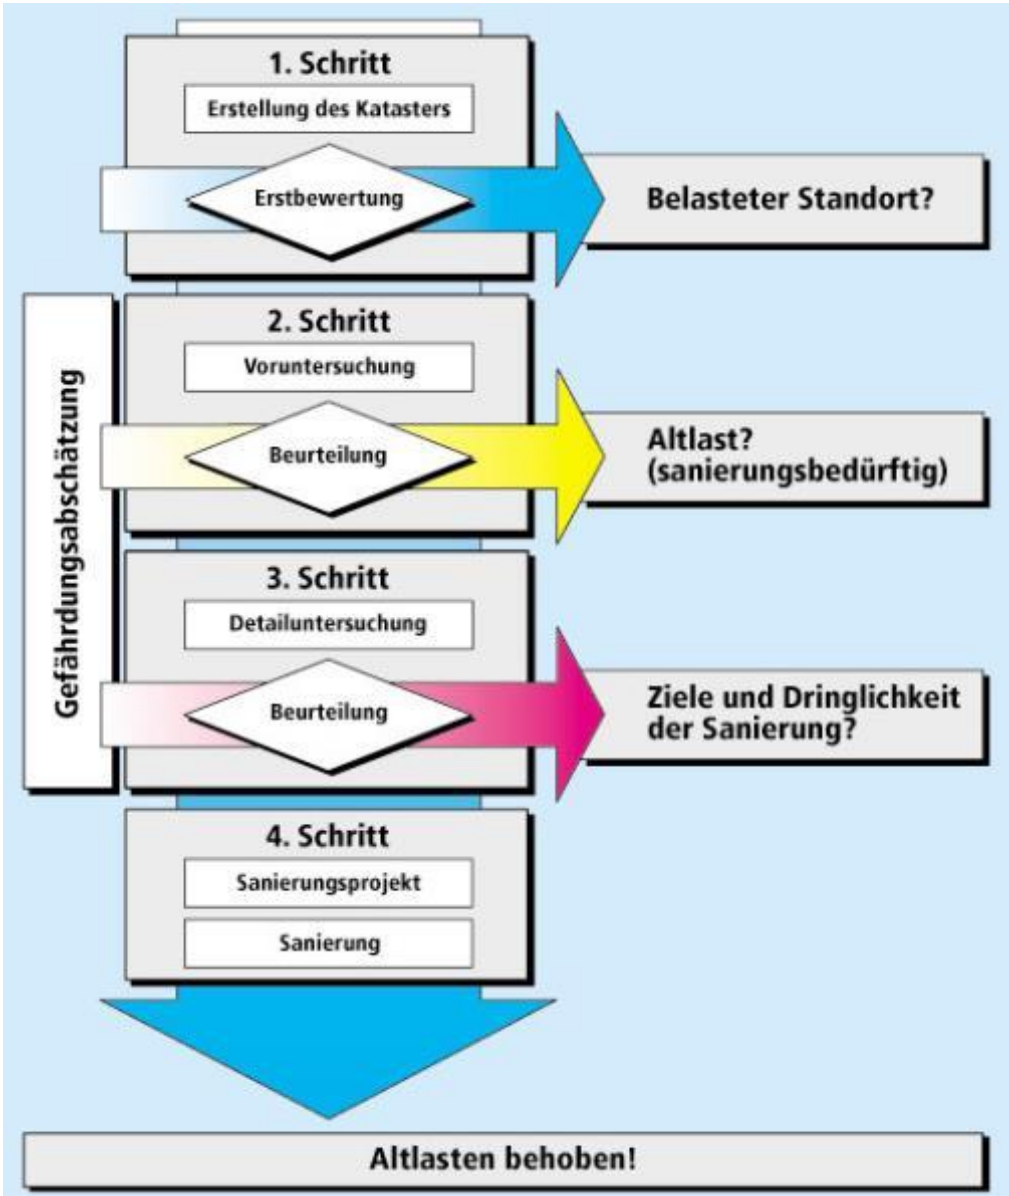 1. Schritt
Erstellung des Katasters
Erstbewertung
Belasteter Standort?
Gefährdungsabschätzung
2. Schritt
Voruntersuchung
Beurteilung
Altlast?
(sanierungsbedürftig)
3. Schritt
Detailuntersuchung
Beurteilung
Ziele und Dringlichkeit
der Sanierung?
4. Schritt
Sanierungsprojekt
Sanierung
Altlasten behoben!